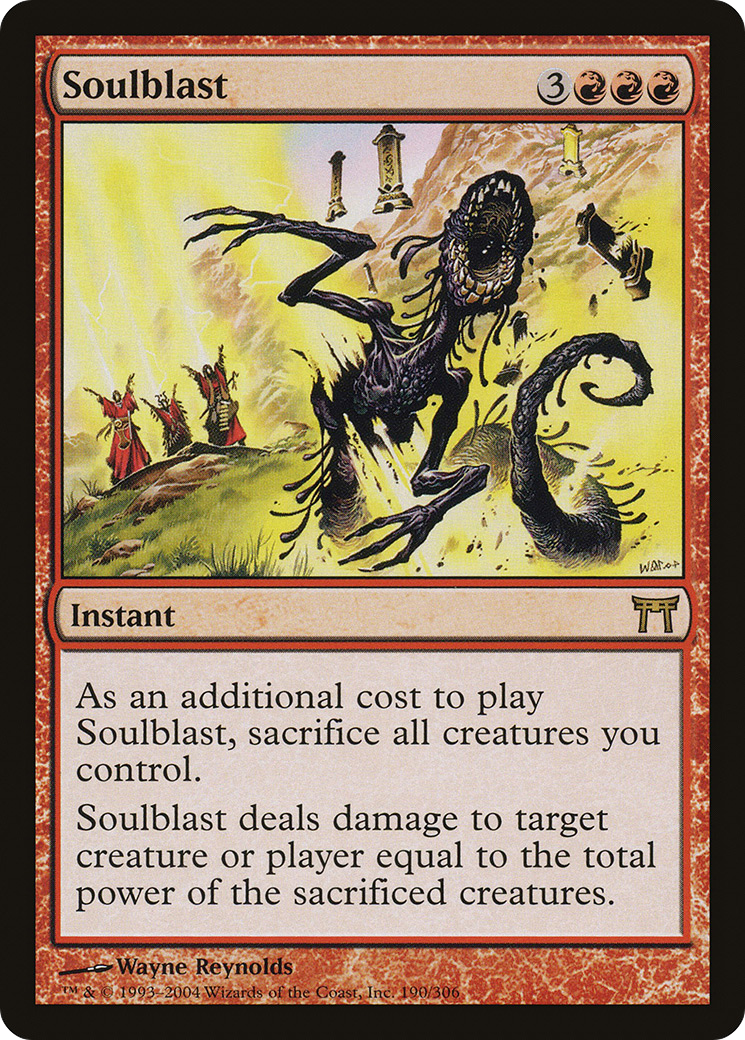 Soulblast 3
Instant
As an additional cost to play
Soulblast, sacrifice all creatures you
control.
Soulblast deals damage to target
creature or player equal to the total
power of the sacrificed creatures.
Wayne Reynolds
™ & © 1993–2004 Wizards of the Coast, Inc. 190/306